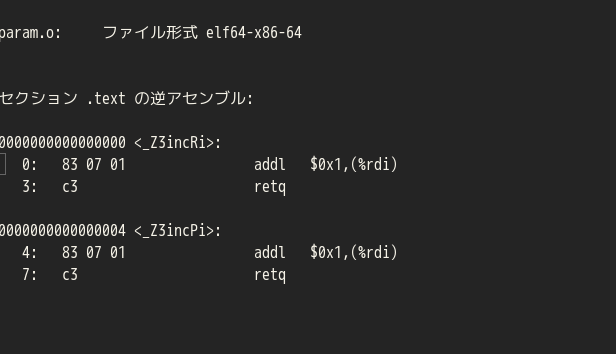 param.o:     ファイル形式 elf64-x86-64
セクション .text の逆アセンブル:
0000000000000000 <_Z3incRi>:
0:   83 07 01                addl   $0x1,(%rdi)
3:   c3                      retq
0000000000000004 <_Z3incPi>:
4:   83 07 01                addl   $0x1,(%rdi)
7:   c3                      retq